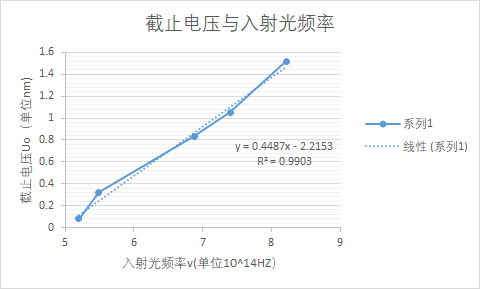 截止电压与入射光频率
1.6
1.4
1.2
1
0.8
0.6
0.4
0.2
0
截止电压Uo（单位nm)
y = 0.4487x - 2.2153
R² = 0.9903
系列1
线性 (系列1)
5 6 7 8 9
入射光频率v(单位10^14HZ）